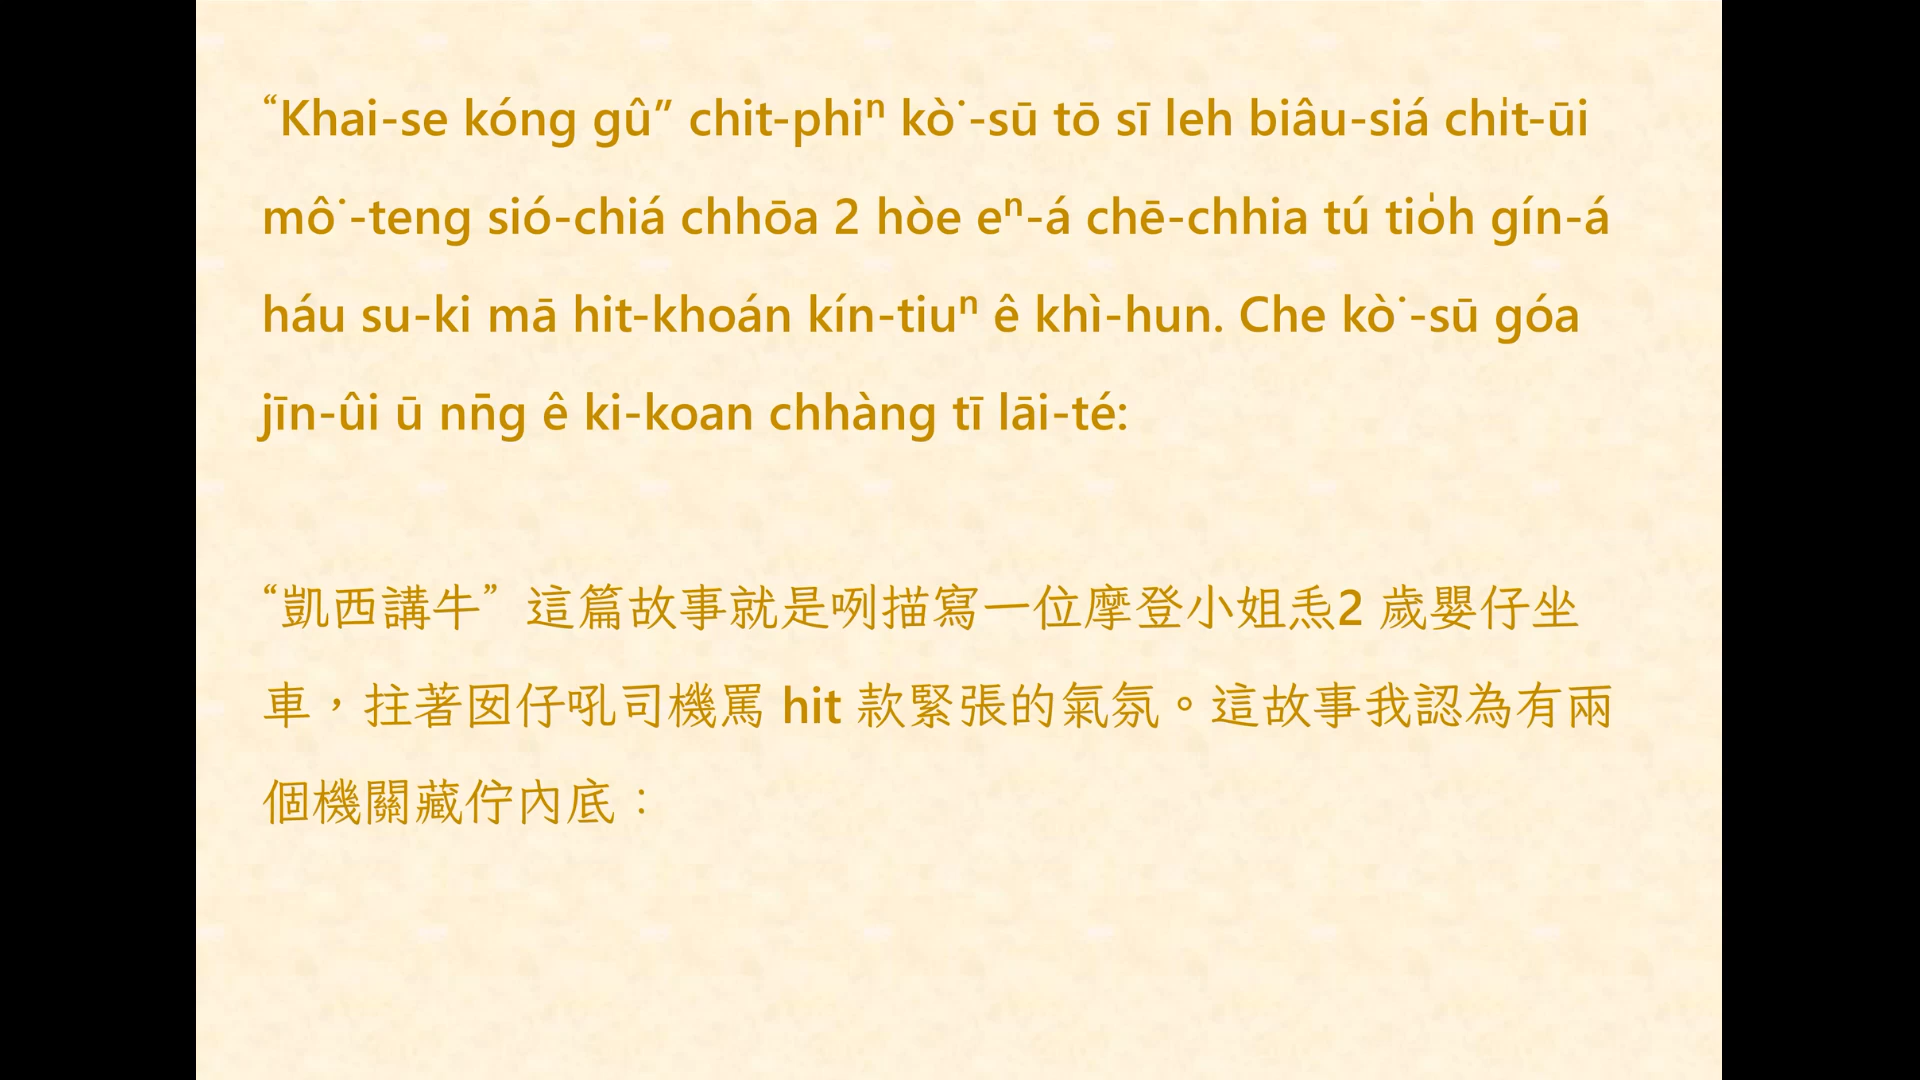 “Khai-se kóng gû” chit-phiⁿ kò͘-sū tō sī leh biâu-siá chi̍t-ūi
mô͘-teng sió-chiá chhōa 2 hòe eⁿ-á chē-chhia tú tio̍h gín-á
háu su-ki mā hit-khoán kín-tiuⁿ ê khì-hun. Che kò͘-sū góa
jīn-ûi ū nn̄g ê ki-koan chhàng tī lāi-té:
“凱西講牛” 這篇故事就是咧描寫一位摩登小姐𤆬2 歲嬰仔坐
車，拄著囡仔吼司機罵 hit 款緊張的氣氛。這故事我認為有兩
個機關藏佇內底：